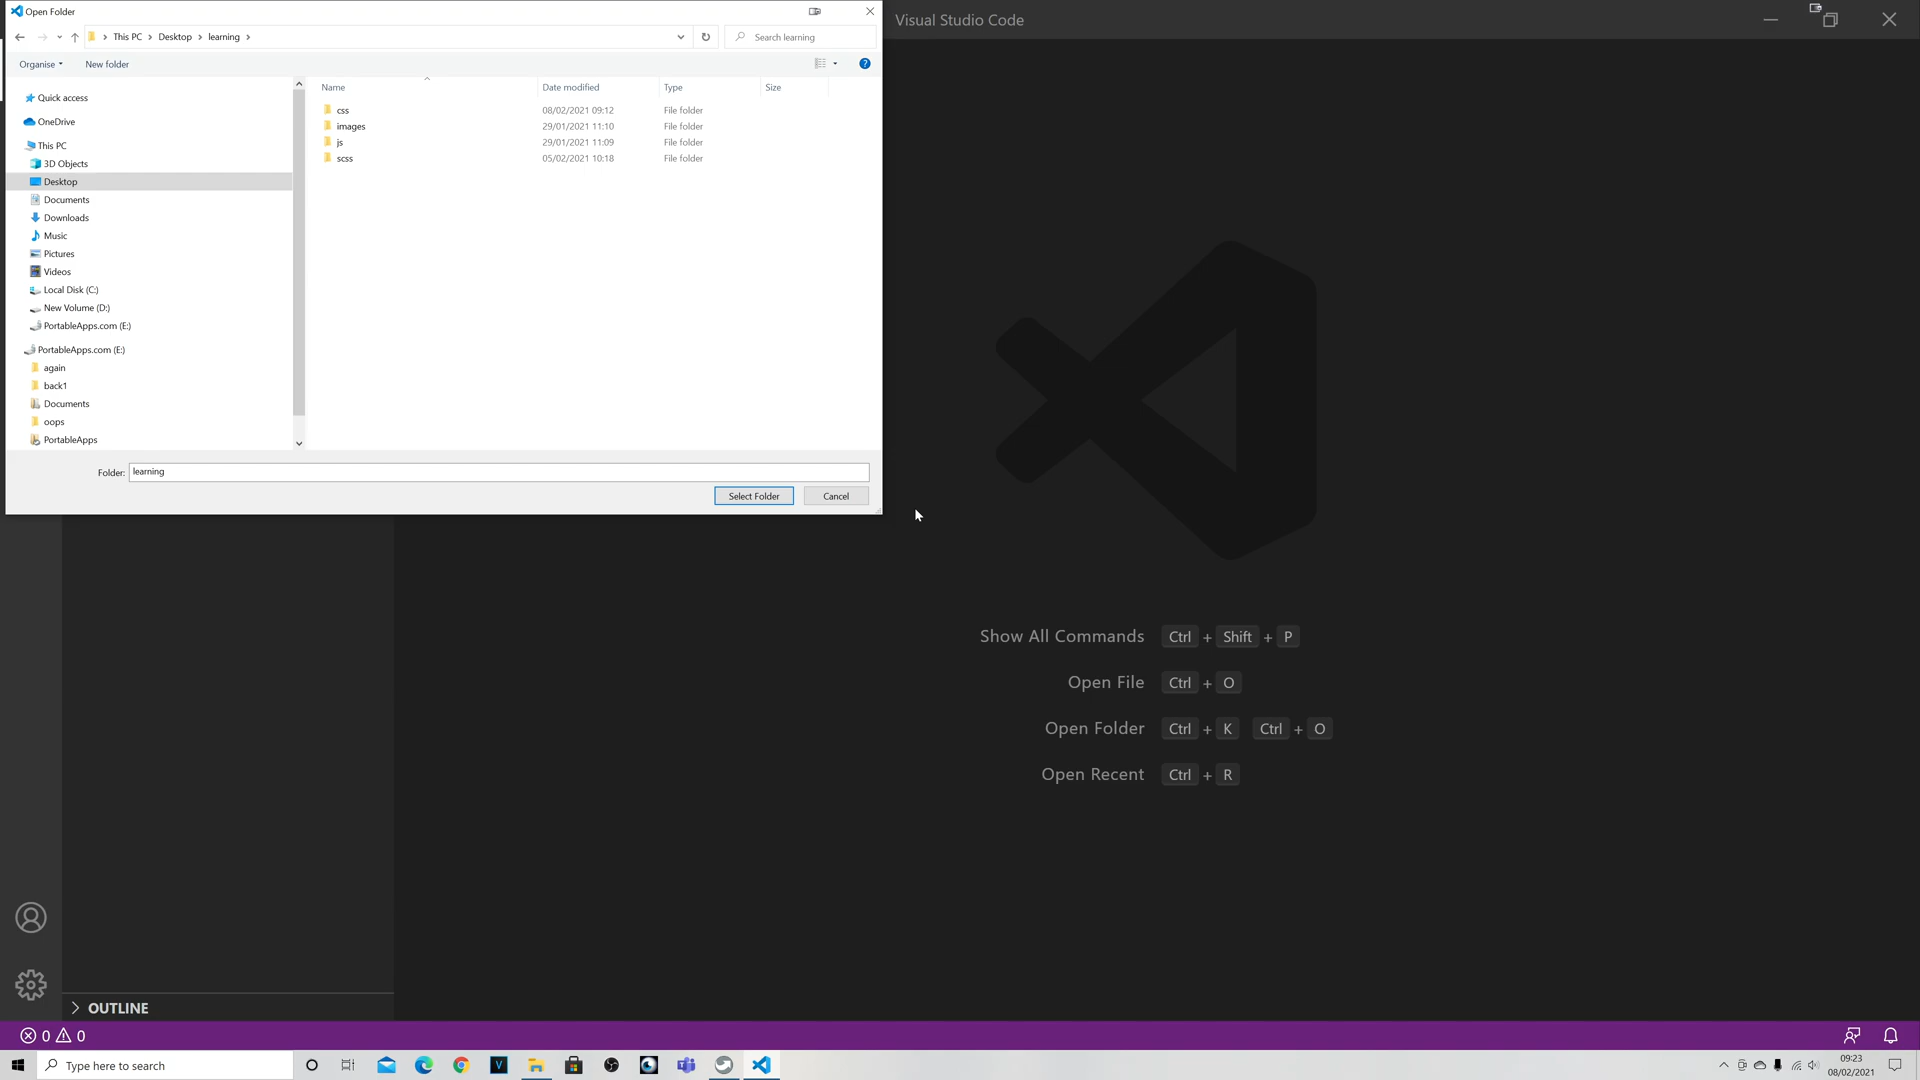 Open Folder
Visual Studio Code
This PC > Desktop > learning >
Search learning
Organise
New folder
Name
Date modified
Type
Size
css 08/02/2021 09:12 File folder
images 29/01/2021 11:10 File folder
js 29/01/2021 11:09 File folder
scss 05/02/2021 10:18 File folder
Quick access
OneDrive
This PC
3D Objects
Desktop
Documents
Downloads
Music
Pictures
Videos
Local Disk (C:)
New Volume (D:)
PortableApps.com (E:)
PortableApps.com (E:)
again
back1
Documents
oops
PortableApps
Folder: learning
Select Folder
Cancel
Show All Commands Ctrl + Shift + P
Open File Ctrl + O
Open Folder Ctrl + K Ctrl + O
Open Recent Ctrl + R
OUTLINE
0 0
Type here to search
09:23
08/02/2021